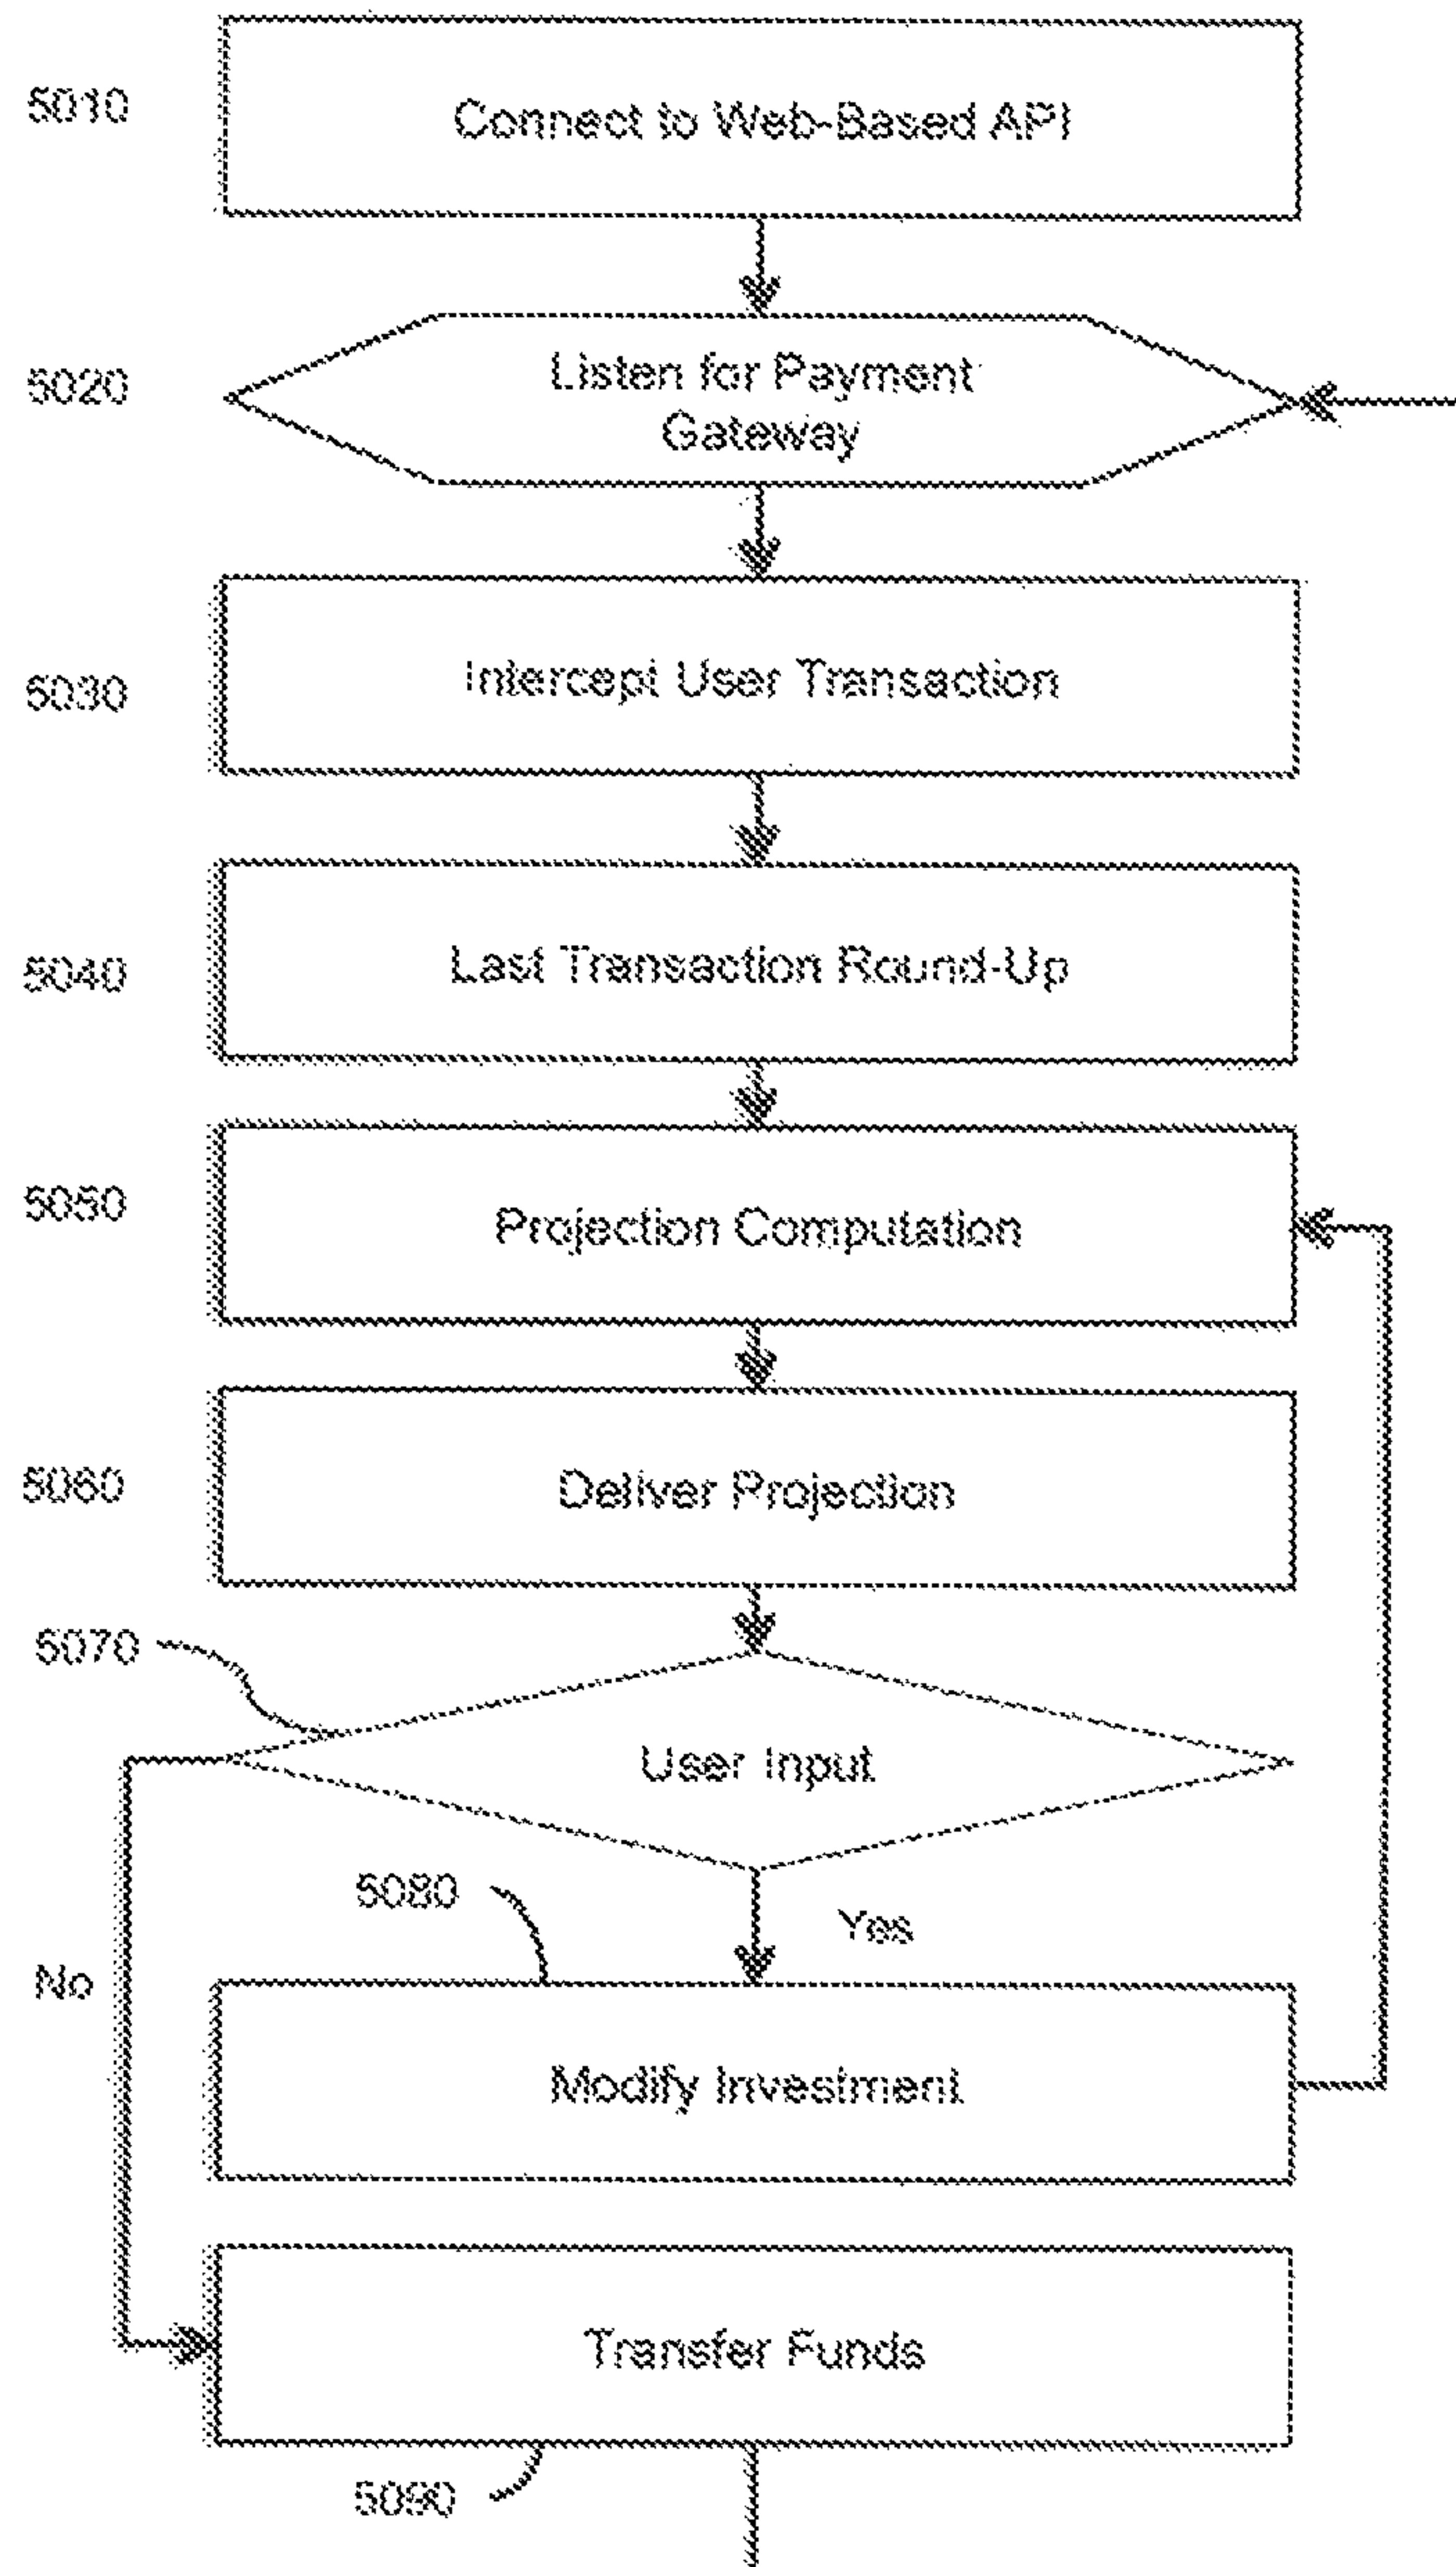 5010
Connect to Web-Based API
5020
Listen for Payment
Gateway
5030
Intercept User Transaction
5040
Last Transaction Round-Up
5050
Projection Computation
5060
Deliver Projection
5070
User Input
5080
Yes
No
Modify Investment
Transfer Funds
5090